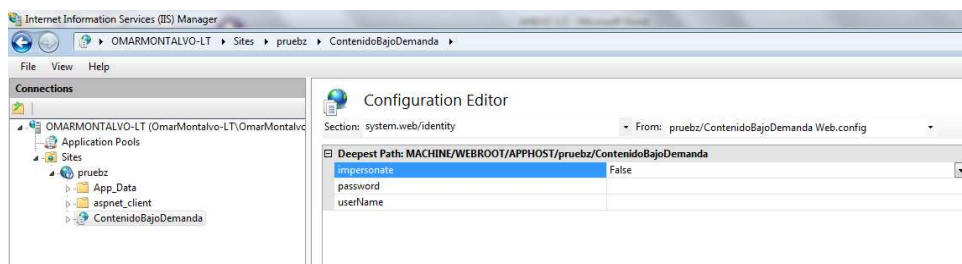 Internet Information Services (IIS) Manager
OMARMONTALVO-LT ▸ Sites ▸ pruebz ▸ ContenidoBajoDemanda ▸
File View Help
Connections
Configuration Editor
OMARMONTALVO-LT (OmarMontalvo-LT\OmarMontalvo
Section: system.web/identity From: pruebz/ContenidoBajoDemanda Web.config
Application Pools
Sites
Deepest Path: MACHINE/WEBROOT/APPHOST/pruebz/ContenidoBajoDemanda
pruebz
impersonate False
App_Data
password
aspnet_client
userName
ContenidoBajoDemanda